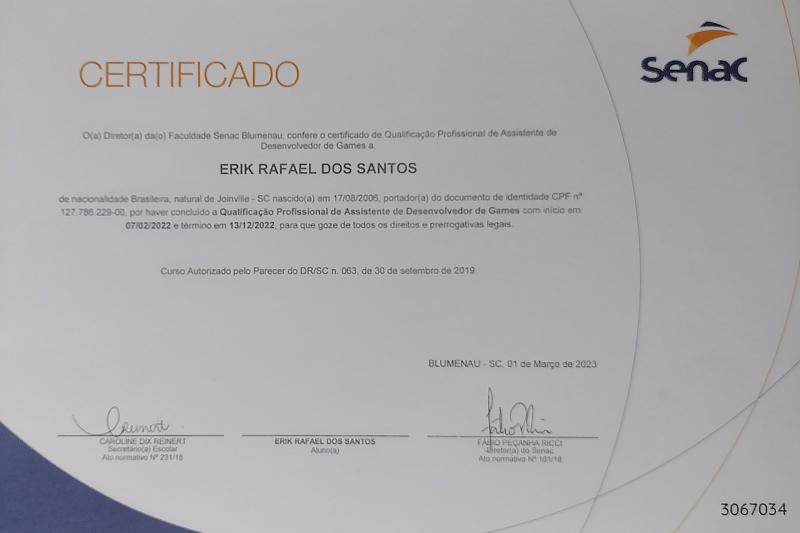 CERTIFICADO
Senac
O(a) Diretor(a) da(o) Faculdade Senac Blumenau, confere o certificado de Qualificação Profissional de Assistente de
Desenvolvedor de Games a,
ERIK RAFAEL DOS SANTOS
de nacionalidade Brasileira, natural de Joinville - SC nascido(a) em 17/08/2006, portador(a) do documento de identidade CPF nº
127.786.229-00, por haver concluído a Qualificação Profissional de Assistente de Desenvolvedor de Games com início em
07/02/2022 e término em 13/12/2022, para que goze de todos os direitos e prerrogativas legais.
Curso Autorizado pelo Parecer do DR/SC n. 063, de 30 de setembro de 2019.
BLUMENAU - SC, 01 de Março de 2023
CAROLINE DIX REINERT
Secretário(a) Escolar
Ato normativo Nº 231/18
ERIK RAFAEL DOS SANTOS
Aluno(a)
FÁBIO PEÇANHA RICCI
Diretor(a) do Senac
Ato normativo Nº 181/18
3067034